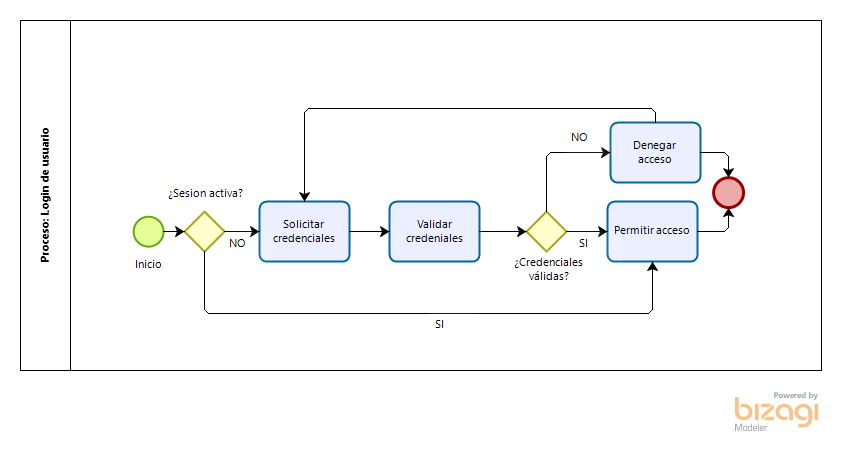 Proceso: Login de usuario
Inicio
¿Sesion activa?
NO
Solicitar
credenciales
Validar
credeniales
¿Credenciales
válidas?
NO
SI
Denegar
acceso
Permitir acceso
SI
Powered by
bizagi
Modeler